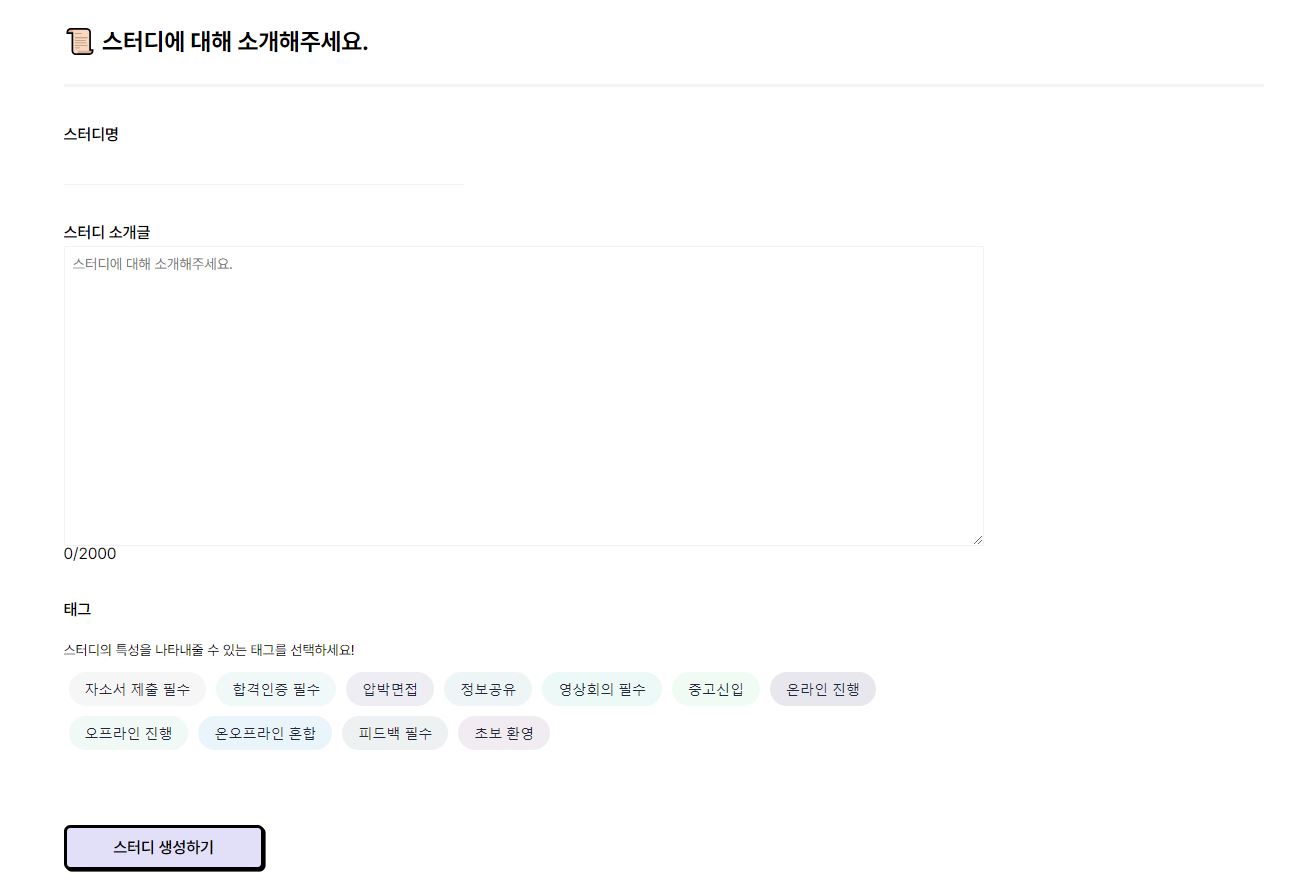 스터디에 대해 소개해주세요.
스터디명
스터디 소개글
스터디에 대해 소개해주세요.
0/2000
태그
스터디의 특성을 나타내줄 수 있는 태그를 선택하세요!
자소서 제출 필수 합격인증 필수 압박면접 정보공유 영상회의 필수 중고신입 온라인 진행
오프라인 진행 온오프라인 혼합 피드백 필수 초보 환영
스터디 생성하기